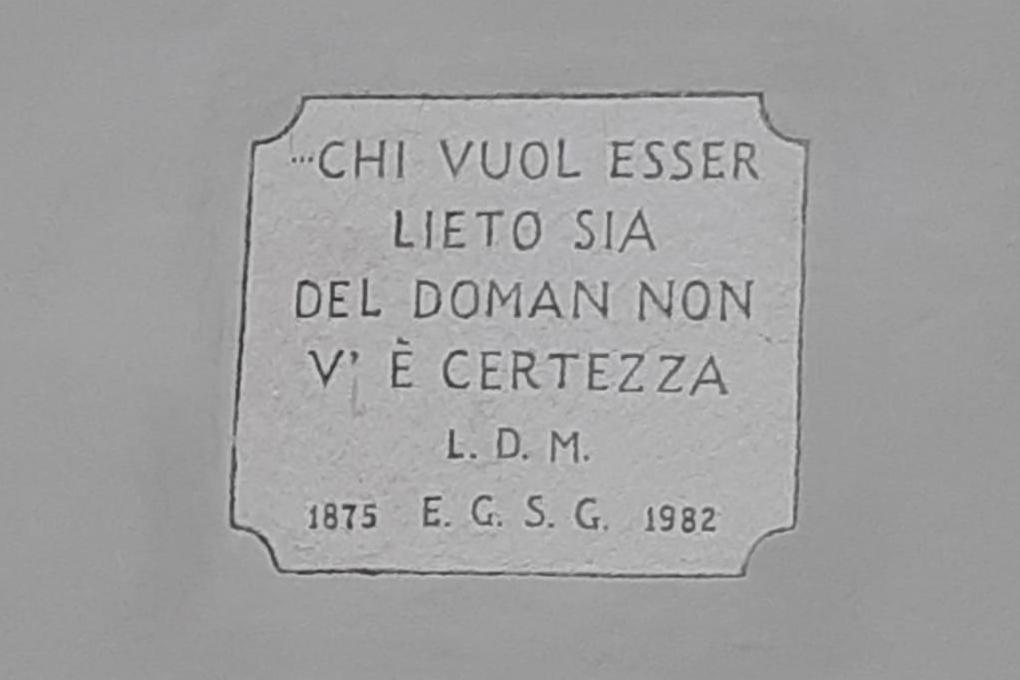 ...CHI VUOL ESSER
LIETO SIA
DEL DOMAN NON
V' È CERTEZZA
L. D. M.
1875 E. G. S. G. 1982